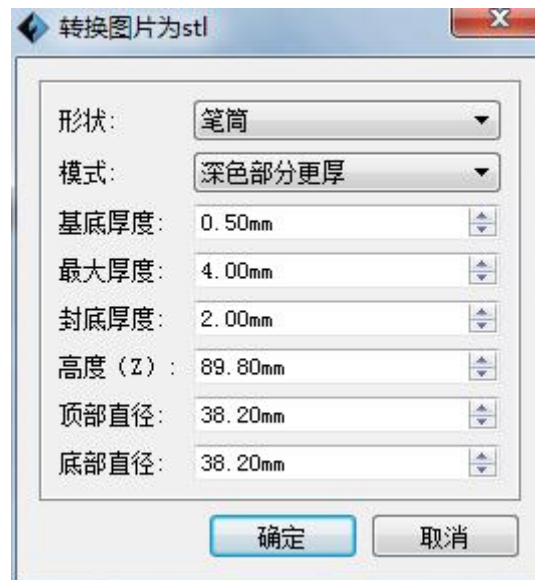 转换图片为stl
形状: 笔筒
模式: 深色部分更厚
基底厚度: 0.50mm
最大厚度: 4.00mm
封底厚度: 2.00mm
高度（Z）: 89.80mm
顶部直径: 38.20mm
底部直径: 38.20mm
确定 取消